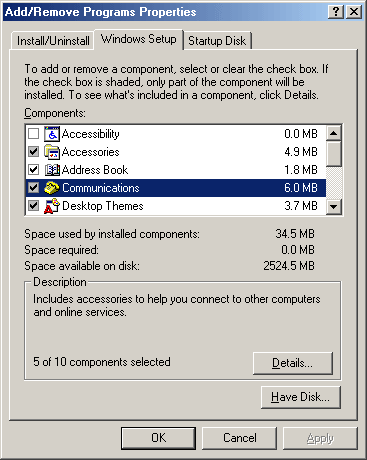 Add/Remove Programs Properties
Install/Uninstall Windows Setup Startup Disk
To add or remove a component, select or clear the check box. If
the check box is shaded, only part of the component will be
installed. To see what's included in a component, click Details.
Components:
Accessibility 0.0 MB
Accessories 4.9 MB
Address Book 1.8 MB
Communications 6.0 MB
Desktop Themes 3.7 MB
Space used by installed components: 34.5 MB
Space required: 0.0 MB
Space available on disk: 2524.5 MB
Description
Includes accessories to help you connect to other computers
and online services.
5 of 10 components selected Details...
Have Disk...
OK Cancel Apply